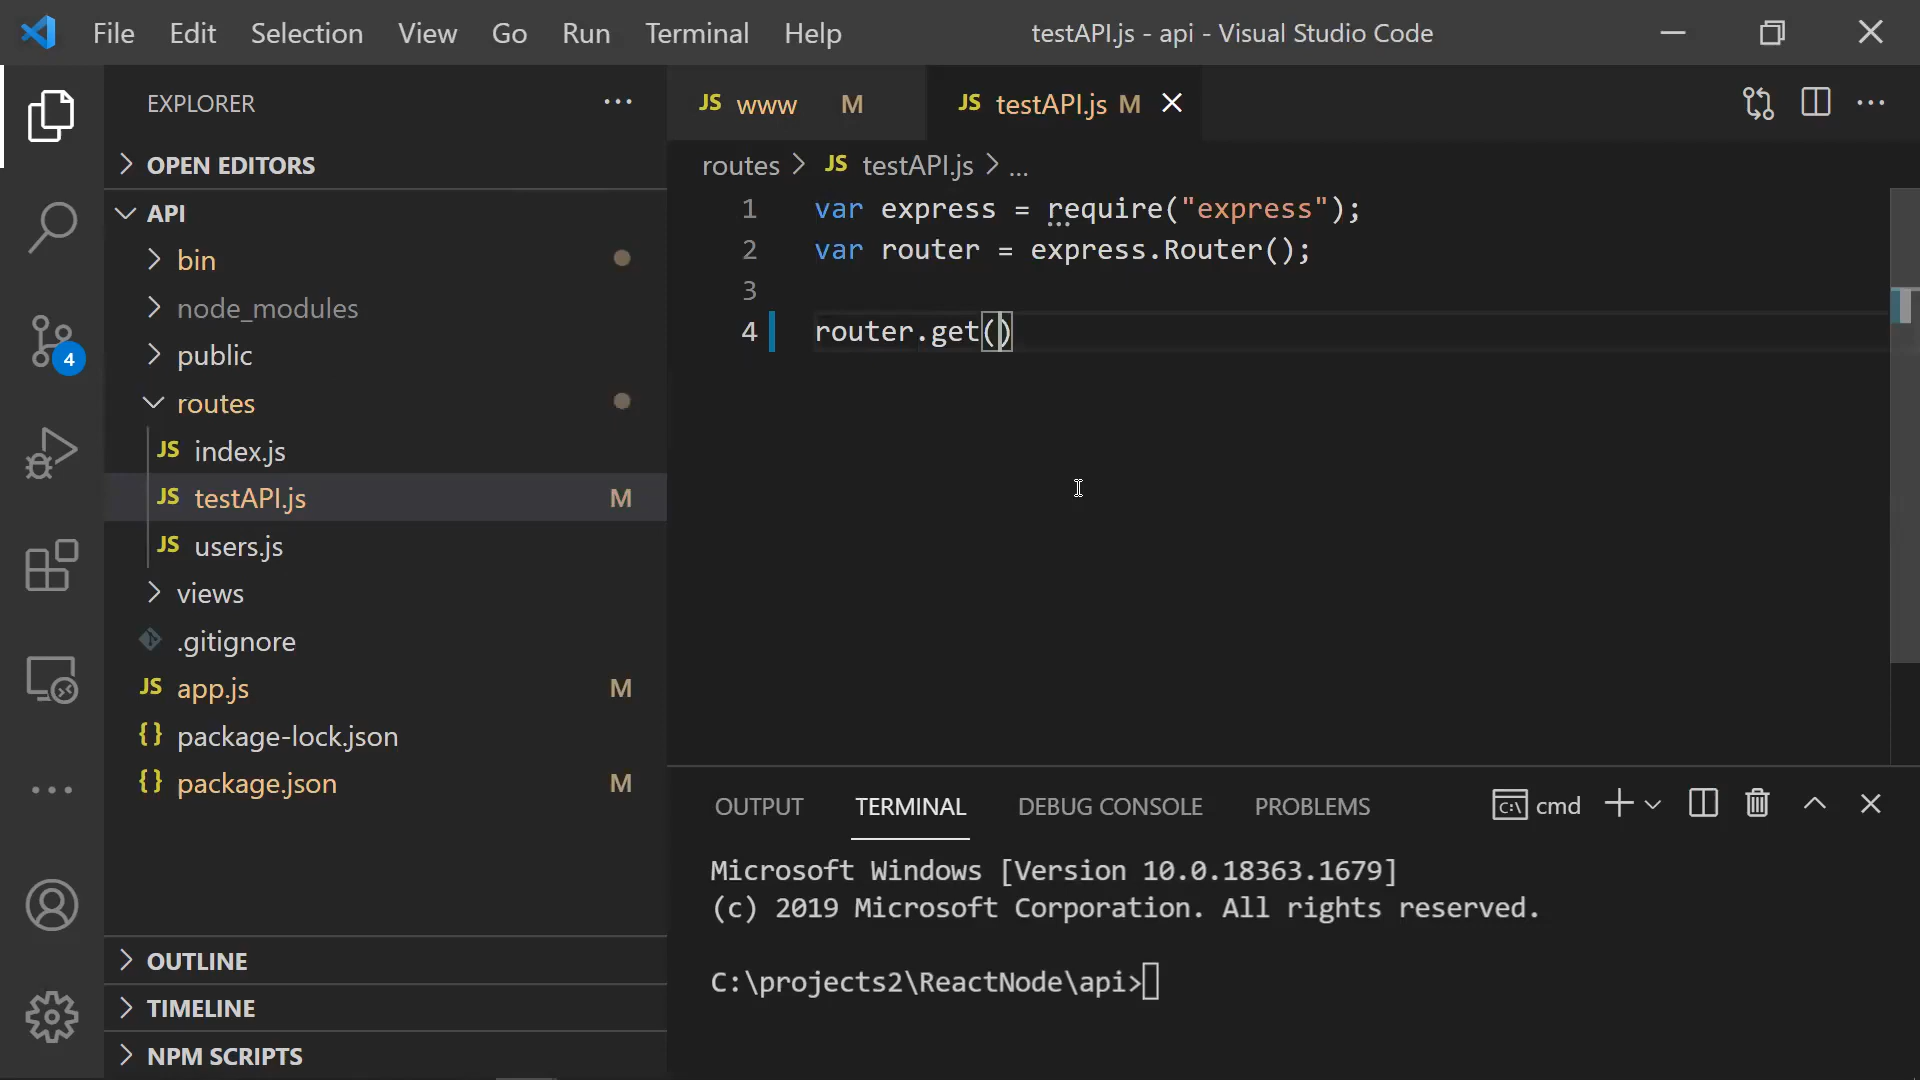 File Edit Selection View Go Run Terminal Help testAPI.js - api - Visual Studio Code
EXPLORER
OPEN EDITORS
API
bin
node_modules
public
routes
JS index.js
JS testAPI.js M
JS users.js
views
.gitignore
JS app.js M
{} package-lock.json
{} package.json M
OUTLINE
TIMELINE
NPM SCRIPTS
4
JS www M JS testAPI.js M
routes > JS testAPI.js > ...
1 var express = require("express");
2 var router = express.Router();
3
4 router.get()
OUTPUT TERMINAL DEBUG CONSOLE PROBLEMS cmd
Microsoft Windows [Version 10.0.18363.1679]
(c) 2019 Microsoft Corporation. All rights reserved.
C:\projects2\ReactNode\api>